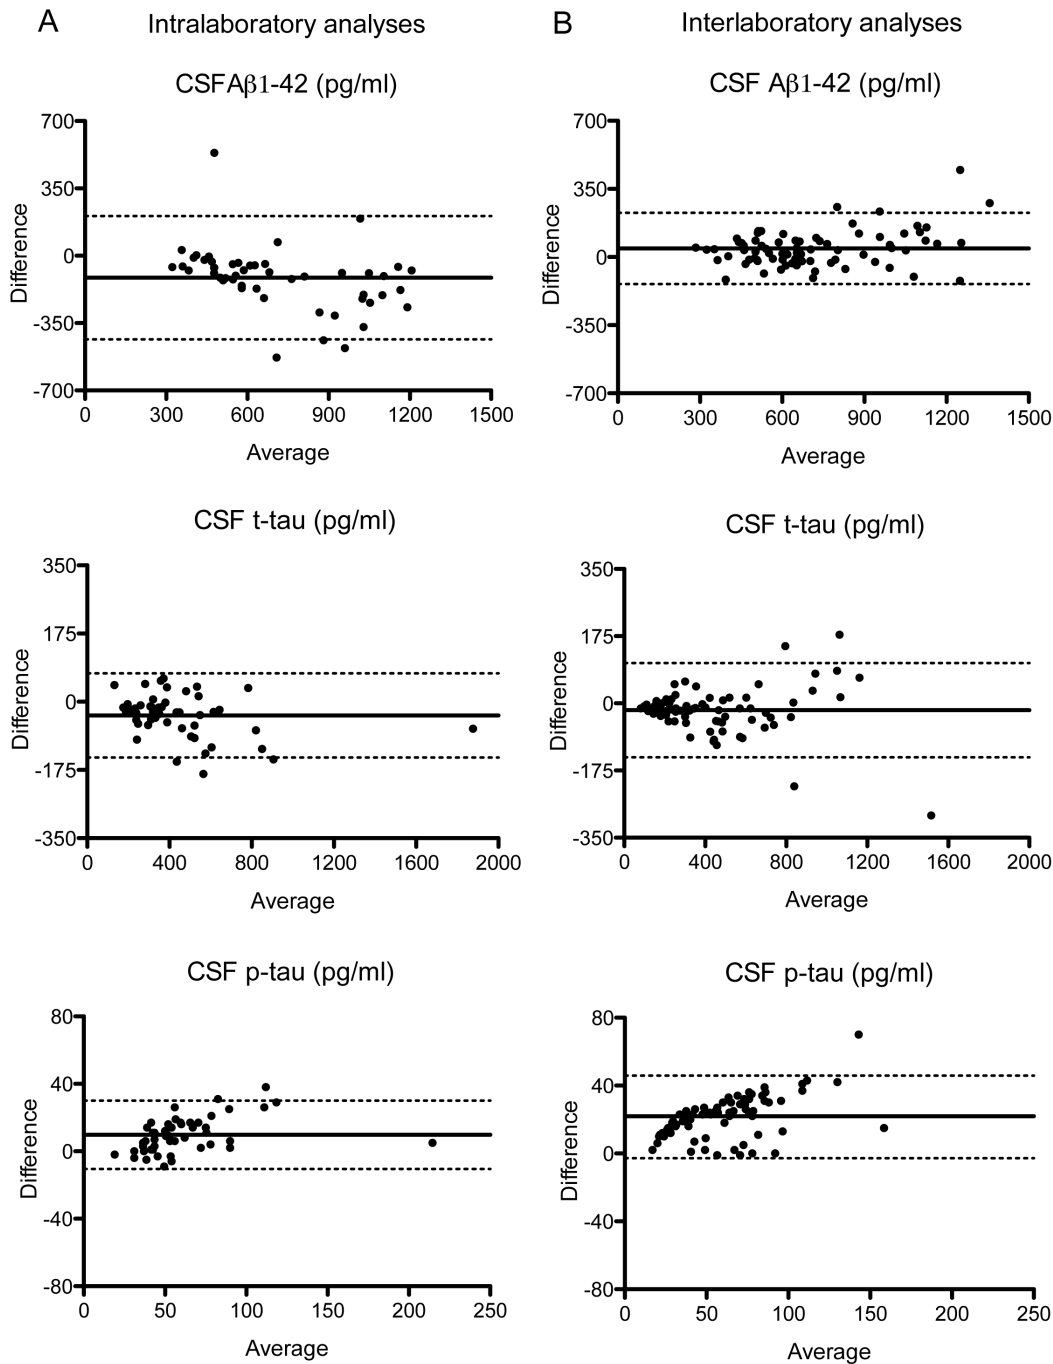 A
Intralaboratory analyses
CSFAβ1-42 (pg/ml)
700
350
0
-350
-700
Difference
0 300 600 900 1200 1500
Average
CSF t-tau (pg/ml)
350
175
0
-175
-350
Difference
0 400 800 1200 1600 2000
Average
CSF p-tau (pg/ml)
80
40
0
-40
-80
Difference
0 50 100 150 200 250
Average
B
Interlaboratory analyses
CSF Aβ1-42 (pg/ml)
700
350
0
-350
-700
Difference
0 300 600 900 1200 1500
Average
CSF t-tau (pg/ml)
350
175
0
-175
-350
Difference
0 400 800 1200 1600 2000
Average
CSF p-tau (pg/ml)
80
40
0
-40
-80
Difference
0 50 100 150 200 250
Average